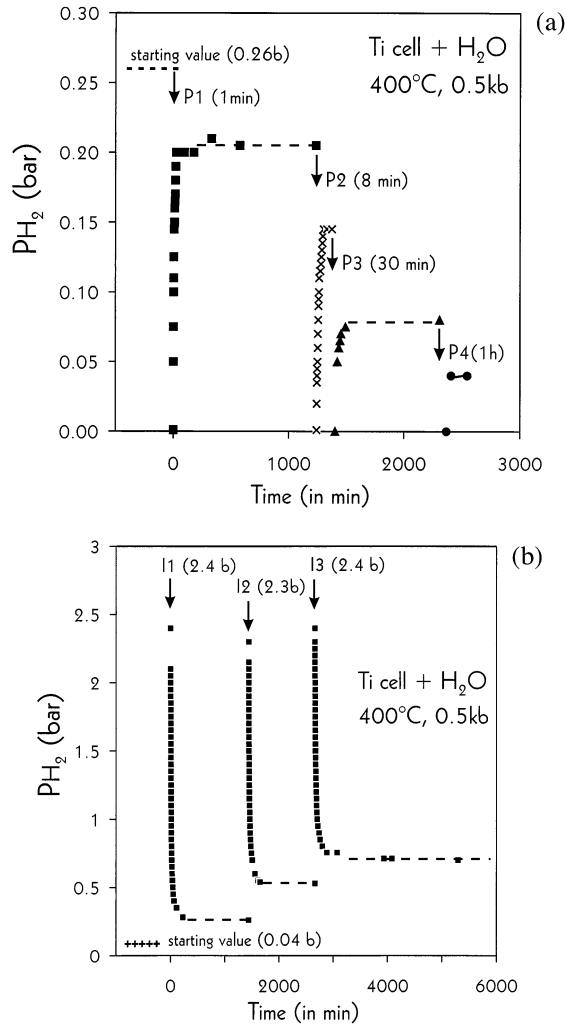 (a)
0.30
Ti cell + H₂O
400°C, 0.5kb
starting value (0.26b)
0.25
P1 (1min)
0.20
P2 (8 min)
0.15
P3 (30 min)
0.10
P4(1h)
0.05
0.00
PH₂ (bar)
0 1000 2000 3000
Time (in min)
(b)
3
I1 (2.4 b)
I3 (2.4 b)
I2 (2.3b)
2.5
Ti cell + H₂O
400°C, 0.5kb
2
1.5
1
0.5
starting value (0.04 b)
0
PH₂ (bar)
0 2000 4000 6000
Time (in min)